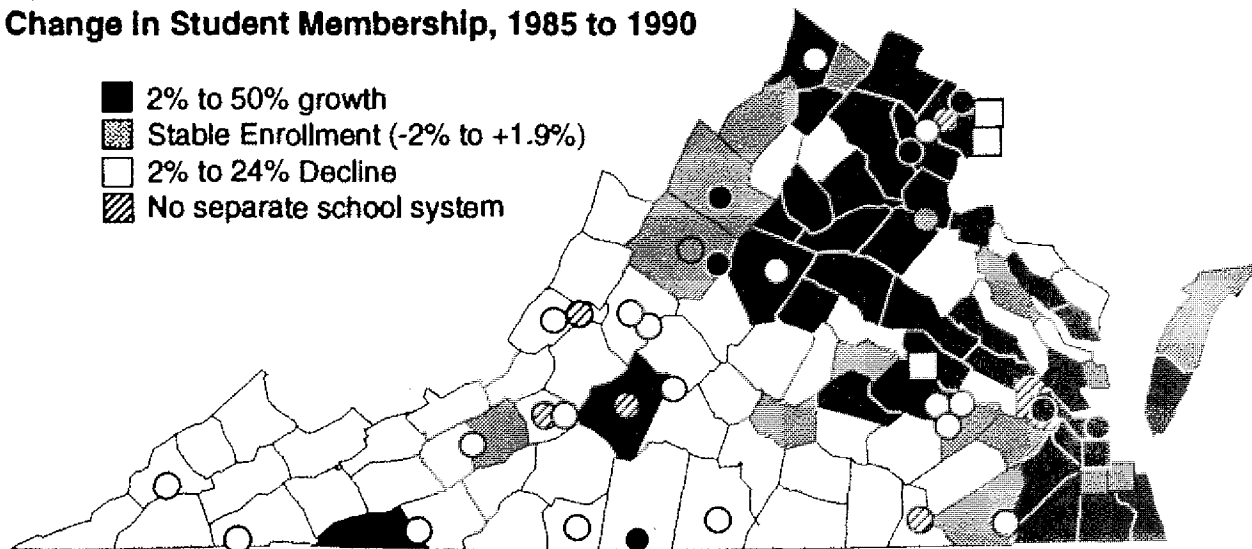 Change in Student Membership, 1985 to 1990
2% to 50% growth
Stable Enrollment (-2% to +1.9%)
2% to 24% Decline
No separate school system